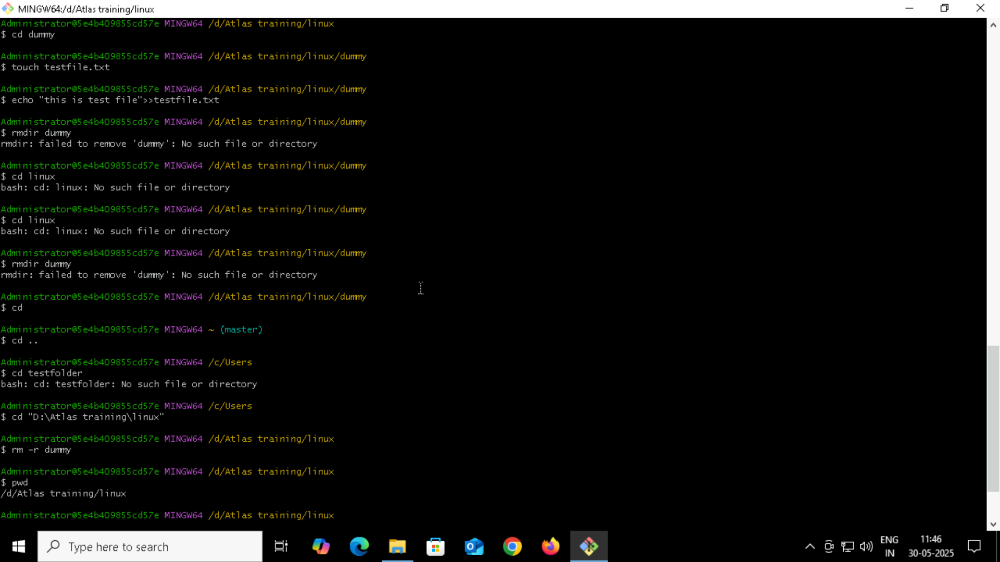 MINGW64:/d/Atlas training/linux
Administrator@5e4b409855cd57e MINGW64 /d/Atlas training/linux
$ cd dummy
Administrator@5e4b409855cd57e MINGW64 /d/Atlas training/linux/dummy
$ touch testfile.txt
Administrator@5e4b409855cd57e MINGW64 /d/Atlas training/linux/dummy
$ echo "this is test file">>testfile.txt
Administrator@5e4b409855cd57e MINGW64 /d/Atlas training/linux/dummy
$ rmdir dummy
rmdir: failed to remove 'dummy': No such file or directory
Administrator@5e4b409855cd57e MINGW64 /d/Atlas training/linux/dummy
$ cd linux
bash: cd: linux: No such file or directory
Administrator@5e4b409855cd57e MINGW64 /d/Atlas training/linux/dummy
$ cd linux
bash: cd: linux: No such file or directory
Administrator@5e4b409855cd57e MINGW64 /d/Atlas training/linux/dummy
$ rmdir dummy
rmdir: failed to remove 'dummy': No such file or directory
Administrator@5e4b409855cd57e MINGW64 /d/Atlas training/linux/dummy
$ cd
Administrator@5e4b409855cd57e MINGW64 ~ (master)
$ cd ..
Administrator@5e4b409855cd57e MINGW64 /c/Users
$ cd testfolder
bash: cd: testfolder: No such file or directory
Administrator@5e4b409855cd57e MINGW64 /c/Users
$ cd "D:\Atlas training\linux"
Administrator@5e4b409855cd57e MINGW64 /d/Atlas training/linux
$ rm -r dummy
Administrator@5e4b409855cd57e MINGW64 /d/Atlas training/linux
$ pwd
/d/Atlas training/linux
Administrator@5e4b409855cd57e MINGW64 /d/Atlas training/linux
Type here to search
ENG
IN
11:46
30-05-2025